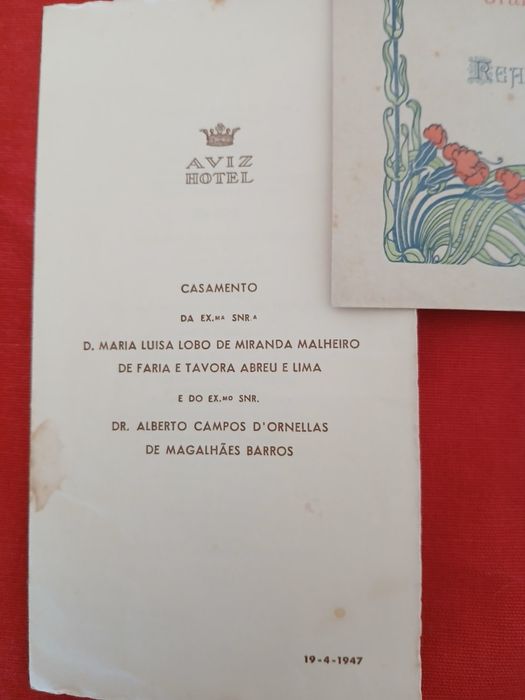 AVIZ
HOTEL
CASAMENTO
DA EX.MA SNR.A
D. MARIA LUISA LOBO DE MIRANDA MALHEIRO
DE FARIA E TAVORA ABREU E LIMA
E DO EX.MO SNR.
DR. ALBERTO CAMPOS D'ORNELLAS
DE MAGALHÃES BARROS
19-4-1947